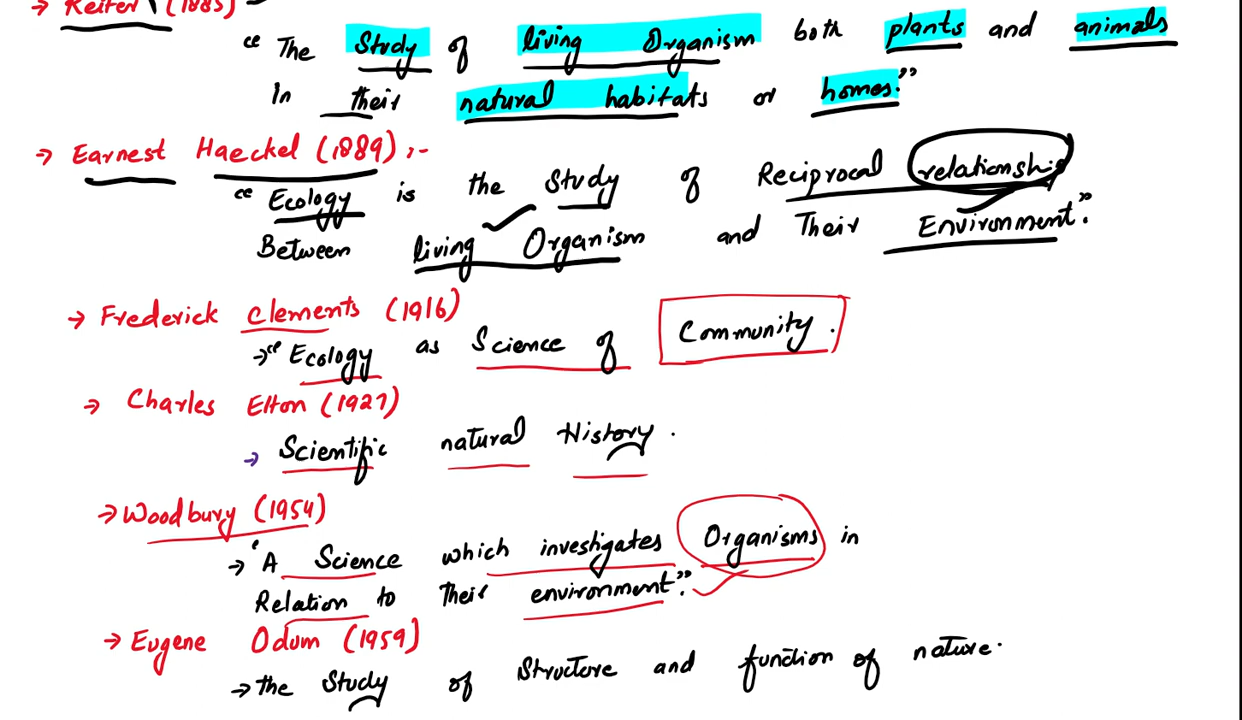 → Reiter (1885)
“ The Study of living Organism both plants and animals
In their natural habitats or homes.”
→ Earnest Haeckel (1889) :-
“ Ecology is the Study of Reciprocal relationship
Between living Organism and Their Environment”.
→ Frederick Clements (1916)
→“ Ecology as Science of Community.
→ Charles Elton (1927)
→ Scientific natural History.
→ Woodbury (1954)
→ ‘A Science which investigates Organisms in
Relation to their environment”.
→ Eugene Odum (1959)
→ the Study of Structure and function of nature.